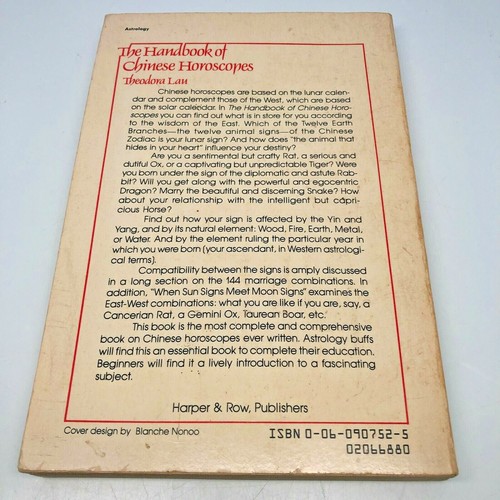 Astrology
The Handbook of
Chinese Horoscopes
Theodora Lau
Chinese horoscopes are based on the lunar calen-
dar and complement those of the West, which are based
on the solar calendar. In The Handbook of Chinese Horo-
scopes you can find out what is in store for you according
to the wisdom of the East. Which of the Twelve Earth
Branches—the twelve animal signs—of the Chinese
Zodiac is your lunar sign? And how does "the animal that
hides in your heart" influence your destiny?
Are you a sentimental but crafty Rat, a serious and
dutiful Ox, or a captivating but unpredictable Tiger? Were
you born under the sign of the diplomatic and astute Rab-
bit? Will you get along with the powerful and egocentric
Dragon? Marry the beautiful and discerning Snake? How
about your relationship with the intelligent but capri-
cious Horse?
Find out how your sign is affected by the Yin and
Yang, and by its natural element: Wood, Fire, Earth, Metal,
or Water. And by the element ruling the particular year in
which you were born (your ascendant, in Western astrologi-
cal terms).
Compatibility between the signs is amply discussed
in a long section on the 144 marriage combinations. In
addition, "When Sun Signs Meet Moon Signs" examines the
East-West combinations: what you are like if you are, say, a
Cancerian Rat, a Gemini Ox, Taurean Boar, etc.
This book is the most complete and comprehensive
book on Chinese horoscopes ever written. Astrology buffs
will find this an essential book to complete their education.
Beginners will find it a lively introduction to a fascinating
subject.
Harper & Row, Publishers
Cover design by Blanche Nonoo
ISBN 0-06-090752-5
02066880